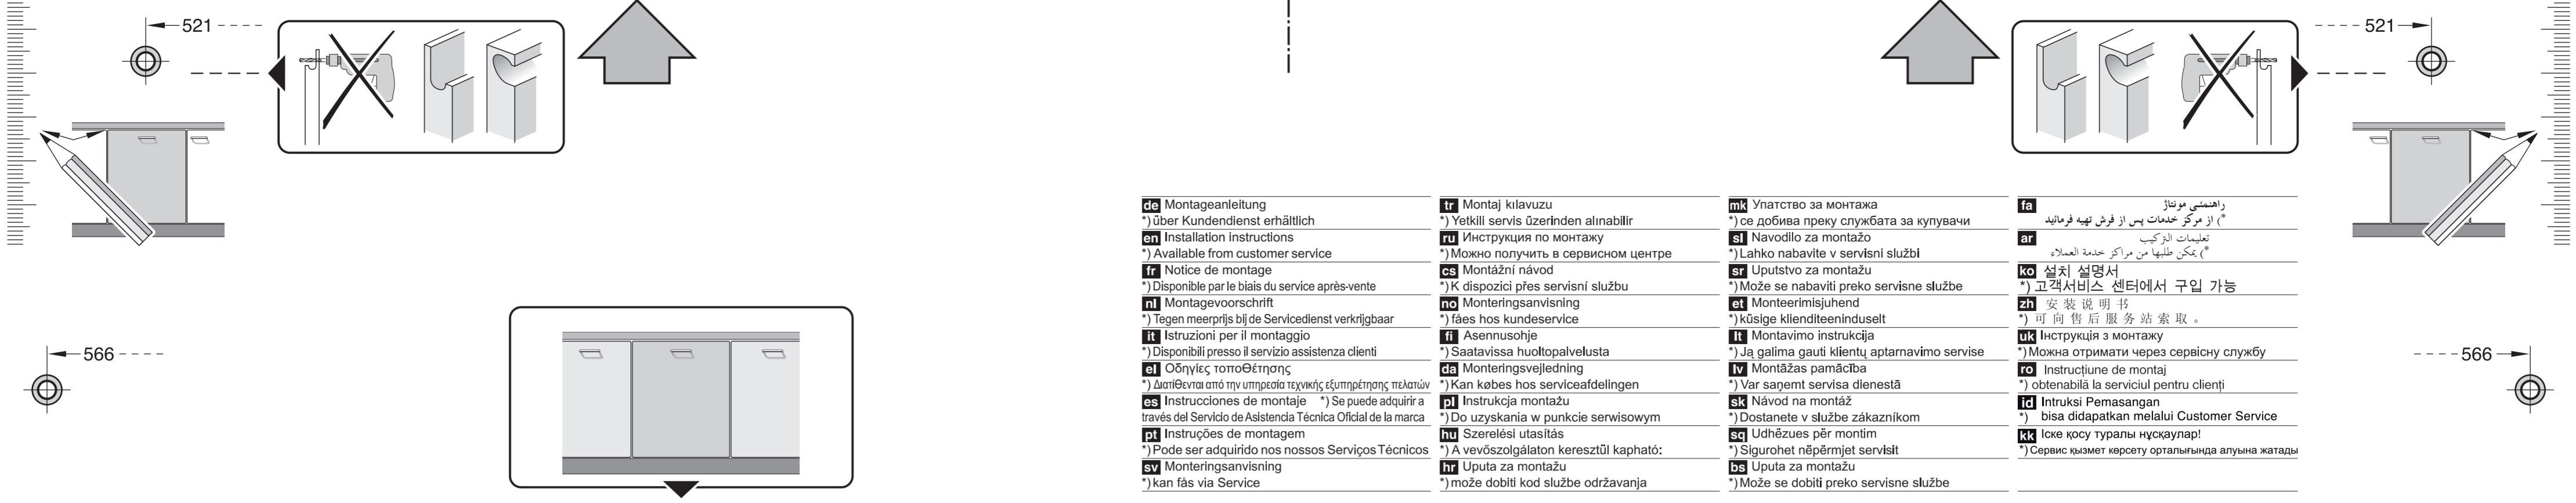 521
521
566
566
de Montageanleitung
*) über Kundendienst erhältlich
en Installation instructions
*) Available from customer service
fr Notice de montage
*) Disponible par le biais du service après-vente
nl Montagevoorschrift
*) Tegen meerprijs bij de Servicedienst verkrijgbaar
it Istruzioni per il montaggio
*) Disponibili presso il servizio assistenza clienti
el Οδηγίες τοποθέτησης
*) Διατίθενται από την υπηρεσία τεχνικής εξυπηρέτησης πελατών
es Instrucciones de montaje *) Se puede adquirir a
través del Servicio de Asistencia Técnica Oficial de la marca
pt Instruções de montagem
*) Pode ser adquirido nos nossos Serviços Técnicos
sv Monteringsanvisning
*) kan fås via Service
tr Montaj kılavuzu
*) Yetkili servis üzerinden alınabilir
ru Инструкция по монтажу
*) Можно получить в сервисном центре
cs Montážní návod
*) K dispozici přes servisní službu
no Monteringsanvisning
*) fåes hos kundeservice
fi Asennusohje
*) Saatavissa huoltopalvelusta
da Monteringsvejledning
*) Kan købes hos serviceafdelingen
pl Instrukcja montażu
*) Do uzyskania w punkcie serwisowym
hu Szerelési utasítás
*) A vevőszolgálaton keresztül kapható:
hr Uputa za montažu
*) može dobiti kod službe održavanja
mk Упатство за монтажа
*) се добива преку службата за купувачи
sl Navodilo za montažo
*) Lahko nabavite v servisni službi
sr Uputstvo za montažu
*) Može se nabaviti preko servisne službe
et Monteerimisjuhend
*) küsige klienditeeninduselt
lt Montavimo instrukcija
*) Ją galima gauti klientų aptarnavimo servise
lv Montāžas pamācība
*) Var saņemt servisa dienestā
sk Návod na montáž
*) Dostanete v službe zákazníkom
sq Udhëzues për montim
*) Sigurohet nëpërmjet servisit
bs Uputa za montažu
*) Može se dobiti preko servisne službe
fa راهنمشی مونتاژ
*) از مرکز خدمات پس از فرش تهیه فرمائید
ar تعليمات التركيب
*) يمكن طلبها من مراكز خدمة العملاء
ko 설치 설명서
*) 고객서비스 센터에서 구입 가능
zh 安装说明书
*) 可向售后服务站索取。
uk Інструкція з монтажу
*) Можна отримати через сервісну службу
ro Instrucțiune de montaj
*) obtenabilă la serviciul pentru clienți
id Intruksi Pemasangan
*) bisa didapatkan melalui Customer Service
kk Іске қосу туралы нұсқаулар!
*) Сервис қызмет көрсету орталығында алуына жатады